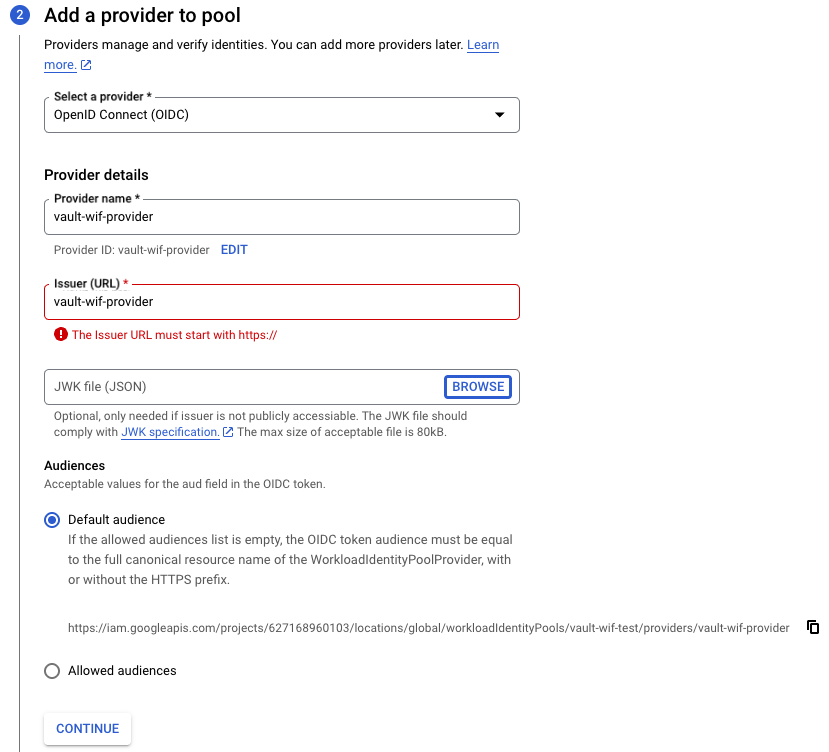 2 Add a provider to pool
Providers manage and verify identities. You can add more providers later. Learn
more.
Select a provider *
OpenID Connect (OIDC)
Provider details
Provider name *
vault-wif-provider
Provider ID: vault-wif-provider EDIT
Issuer (URL) *
vault-wif-provider
The Issuer URL must start with https://
JWK file (JSON) BROWSE
Optional, only needed if issuer is not publicly accessiable. The JWK file should
comply with JWK specification. The max size of acceptable file is 80kB.
Audiences
Acceptable values for the aud field in the OIDC token.
Default audience
If the allowed audiences list is empty, the OIDC token audience must be equal
to the full canonical resource name of the WorkloadIdentityPoolProvider, with
or without the HTTPS prefix.
https://iam.googleapis.com/projects/627168960103/locations/global/workloadIdentityPools/vault-wif-test/providers/vault-wif-provider
Allowed audiences
CONTINUE